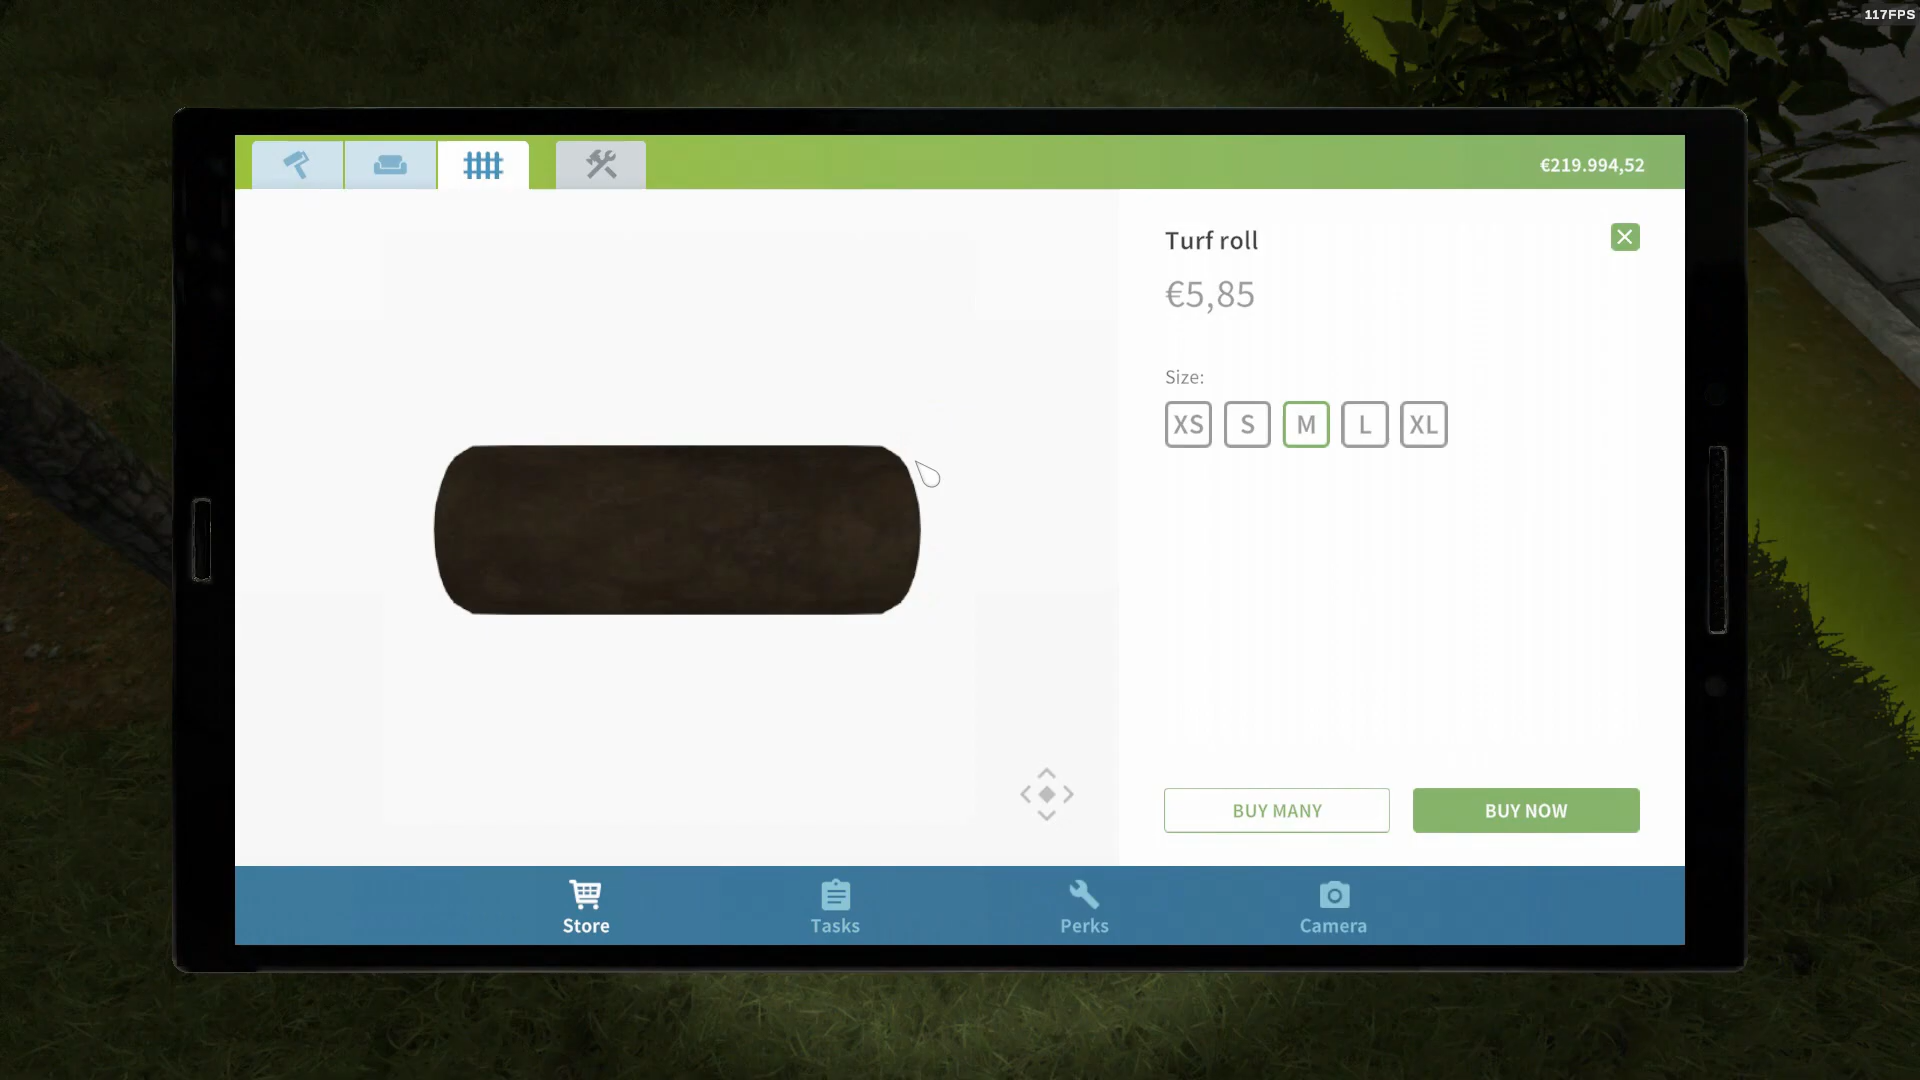 117FPS
€219.994,52
Turf roll
€5,85
Size:
XS S M L XL
BUY MANY BUY NOW
Store Tasks Perks Camera